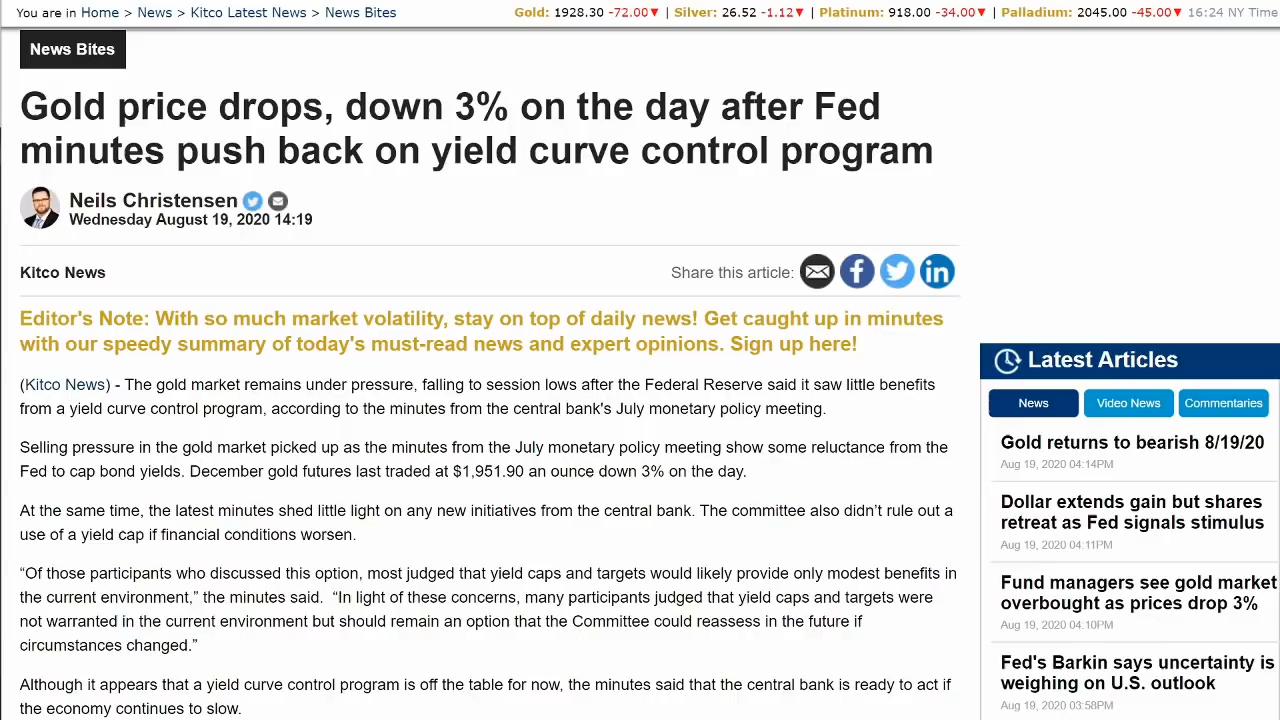 You are in Home > News > Kitco Latest News > News Bites
Gold: 1928.30 -72.00▼ | Silver: 26.52 -1.12▼ | Platinum: 918.00 -34.00▼ | Palladium: 2045.00 -45.00▼ 16:24 NY Time
News Bites
Gold price drops, down 3% on the day after Fed
minutes push back on yield curve control program
Neils Christensen
Wednesday August 19, 2020 14:19
Kitco News
Share this article:
Editor's Note: With so much market volatility, stay on top of daily news! Get caught up in minutes
with our speedy summary of today's must-read news and expert opinions. Sign up here!
(Kitco News) - The gold market remains under pressure, falling to session lows after the Federal Reserve said it saw little benefits
from a yield curve control program, according to the minutes from the central bank's July monetary policy meeting.
Selling pressure in the gold market picked up as the minutes from the July monetary policy meeting show some reluctance from the
Fed to cap bond yields. December gold futures last traded at $1,951.90 an ounce down 3% on the day.
At the same time, the latest minutes shed little light on any new initiatives from the central bank. The committee also didn’t rule out a
use of a yield cap if financial conditions worsen.
“Of those participants who discussed this option, most judged that yield caps and targets would likely provide only modest benefits in
the current environment,” the minutes said.  “In light of these concerns, many participants judged that yield caps and targets were
not warranted in the current environment but should remain an option that the Committee could reassess in the future if
circumstances changed.”
Although it appears that a yield curve control program is off the table for now, the minutes said that the central bank is ready to act if
the economy continues to slow.
Latest Articles
News
Video News
Commentaries
Gold returns to bearish 8/19/20
Aug 19, 2020 04:14PM
Dollar extends gain but shares
retreat as Fed signals stimulus
Aug 19, 2020 04:11PM
Fund managers see gold market
overbought as prices drop 3%
Aug 19, 2020 04:10PM
Fed's Barkin says uncertainty is
weighing on U.S. outlook
Aug 19, 2020 03:58PM